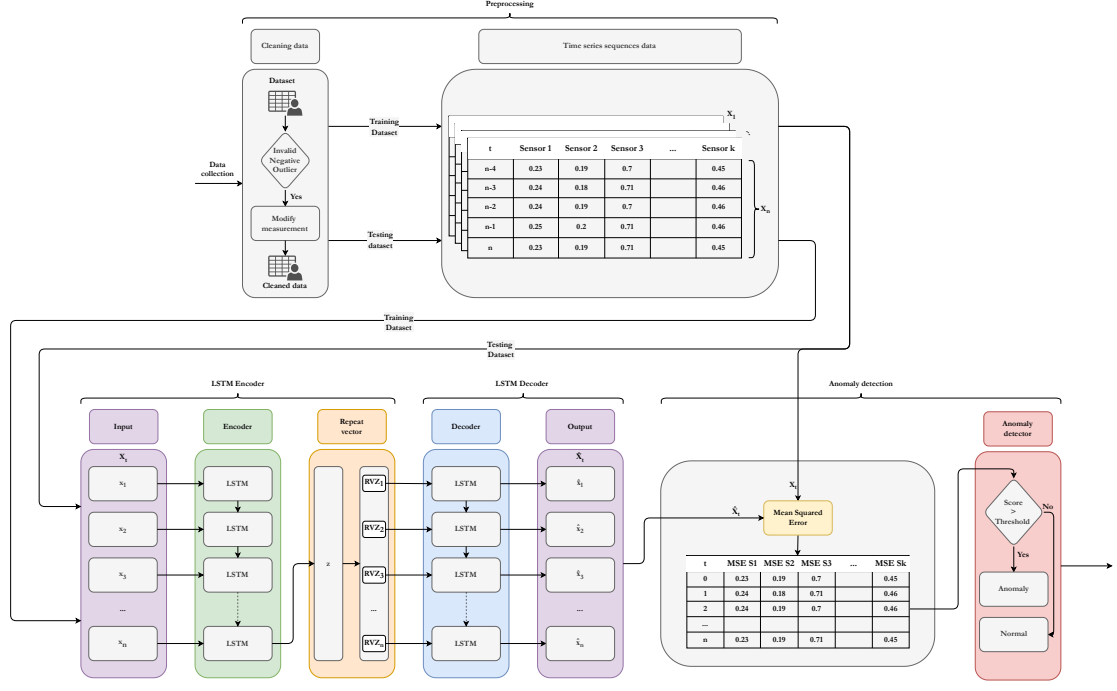 Preprocessing
Cleaning data
Time series sequences data
Dataset
Invalid
Negative
Outlier
Yes
Modify
measurement
Cleaned data
Data
collection
Training
Dataset
Testing
dataset
X1
t Sensor 1 Sensor 2 Sensor 3 ... Sensor k
n-4 0.23 0.19 0.7 0.45
n-3 0.24 0.18 0.71 0.46
n-2 0.24 0.19 0.7 0.46
n-1 0.25 0.2 0.71 0.46
n 0.23 0.19 0.71 0.45
Xn
Training
Dataset
Testing
Dataset
LSTM Encoder
LSTM Decoder
Anomaly detection
Input
Encoder
Repeat
vector
Decoder
Output
Anomaly
detector
Xt
x1
x2
x3
...
xn
LSTM
LSTM
LSTM
LSTM
z
RVZ1
RVZ2
RVZ3
...
RVZn
LSTM
LSTM
LSTM
LSTM
X̂t
x̂1
x̂2
x̂3
...
x̂n
Xt
X̂t
Mean Squared
Error
t MSE S1 MSE S2 MSE S3 ... MSE Sk
0 0.23 0.19 0.7 0.45
1 0.24 0.18 0.71 0.46
2 0.24 0.19 0.7 0.46
...
n 0.23 0.19 0.71 0.45
Score
>
Threshold
No
Yes
Anomaly
Normal